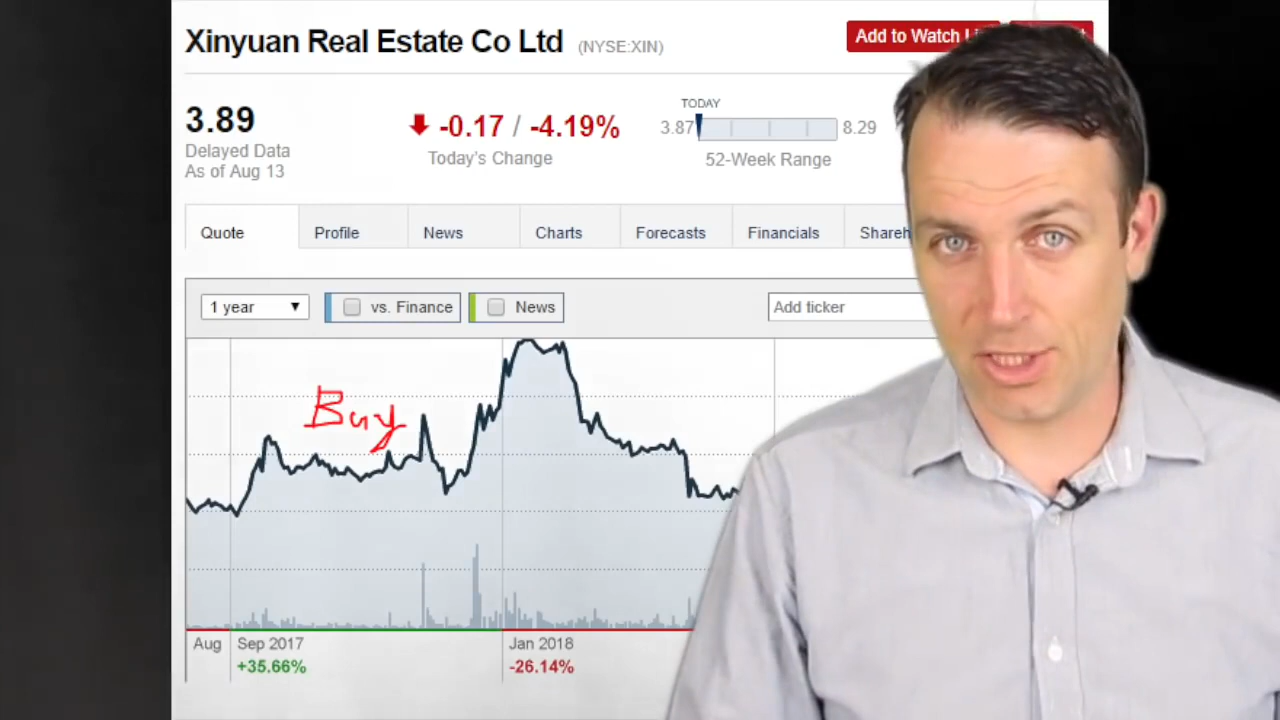 Xinyuan Real Estate Co Ltd (NYSE:XIN)
Add to Watch
3.89
Delayed Data
As of Aug 13
-0.17 / -4.19%
Today's Change
TODAY
3.87
8.29
52-Week Range
Quote
Profile
News
Charts
Forecasts
Financials
Shareh
1 year
vs. Finance
News
Add ticker
Buy
Aug
Sep 2017
+35.66%
Jan 2018
-26.14%